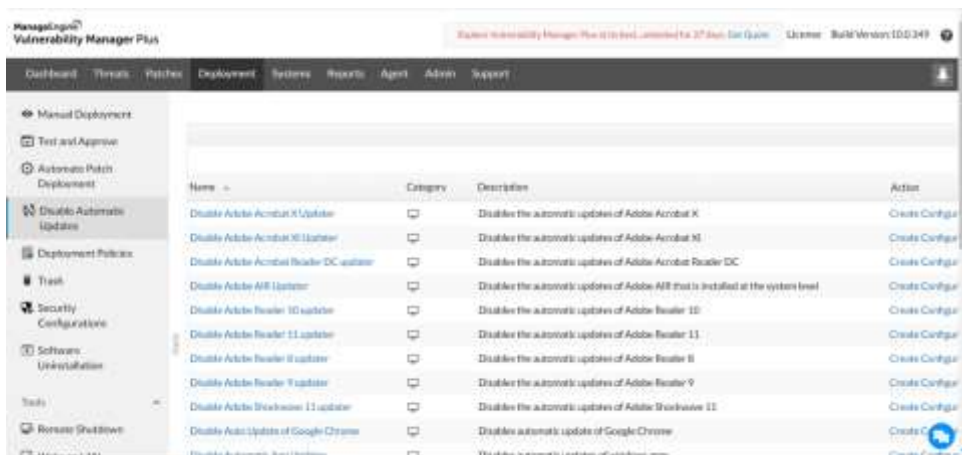 ManageEngine
Vulnerability Manager Plus
Get Quote License Build Version:10.0.349
Dashboard Threats Patches Deployment Systems Reports Agent Admin Support
Manual Deployment
Test and Approve
Automate Patch
Deployment
Disable Automatic
Updates
Deployment Policies
Trash
Security
Configurations
Software
Uninstallation
Tools
Remote Shutdown
Name Category Description Action
Disable Adobe Acrobat X Updater Disables the automatic updates of Adobe Acrobat X Create Configur
Disable Adobe Acrobat XI Updater Disables the automatic updates of Adobe Acrobat XI Create Configur
Disable Adobe Acrobat Reader DC updater Disables the automatic updates of Adobe Acrobat Reader DC Create Configur
Disable Adobe AIR Updater Disables the automatic updates of Adobe AIR that is installed at the system level Create Configur
Disable Adobe Reader 10 updater Disables the automatic updates of Adobe Reader 10 Create Configur
Disable Adobe Reader 11 updater Disables the automatic updates of Adobe Reader 11 Create Configur
Disable Adobe Reader 8 updater Disables the automatic updates of Adobe Reader 8 Create Configur
Disable Adobe Reader 9 updater Disables the automatic updates of Adobe Reader 9 Create Configur
Disable Adobe Shockwave 11 updater Disables the automatic updates of Adobe Shockwave 11 Create Configur
Disable Auto Update of Google Chrome Disables automatic update of Google Chrome Create C